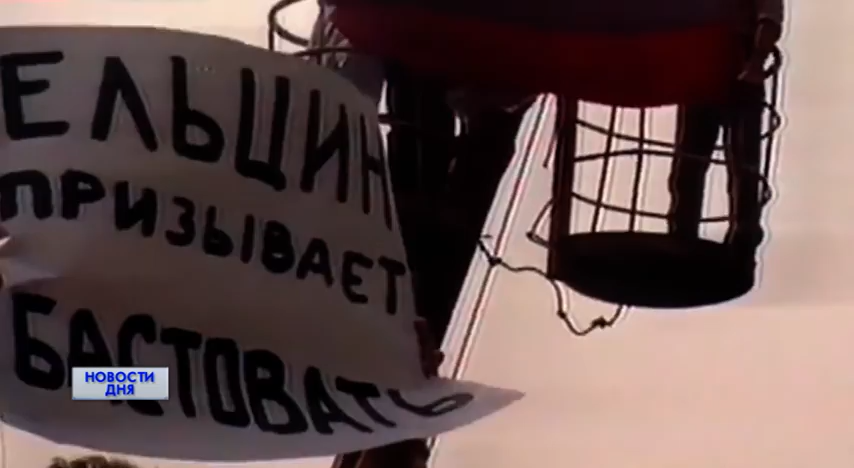 ЕЛЬЦИН
ПРИЗЫВАЕТ
БАСТОВАТЬ
НОВОСТИ
ДНЯ